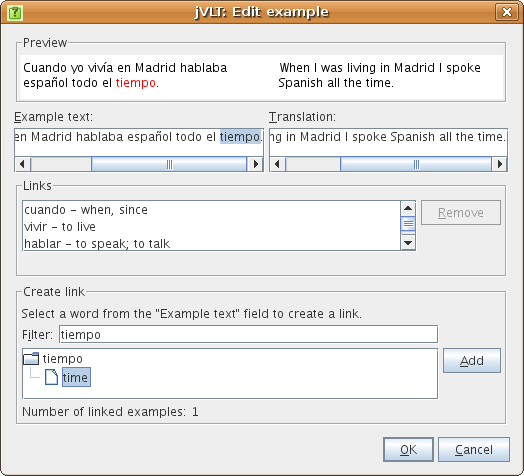 jVLT: Edit example
Preview
Cuando yo vivía en Madrid hablaba
español todo el tiempo.
When I was living in Madrid I spoke
Spanish all the time.
Example text:
Translation:
en Madrid hablaba español todo el tiempo.
ng in Madrid I spoke Spanish all the time.
Links
cuando - when, since
vivir - to live
hablar - to speak; to talk
Remove
Create link
Select a word from the "Example text" field to create a link.
Filter: tiempo
tiempo
time
Add
Number of linked examples: 1
OK
Cancel